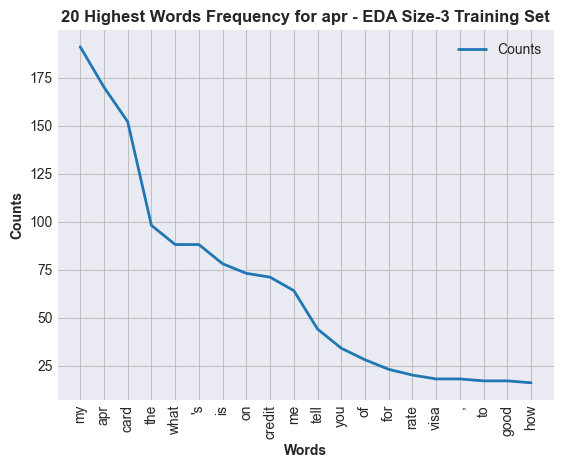 20 Highest Words Frequency for apr - EDA Size-3 Training Set
Counts
175
150
125
100
75
50
25
Counts
my
apr
card
the
what
's
is
on
credit
me
tell
you
of
for
rate
visa
,
to
good
how
Words